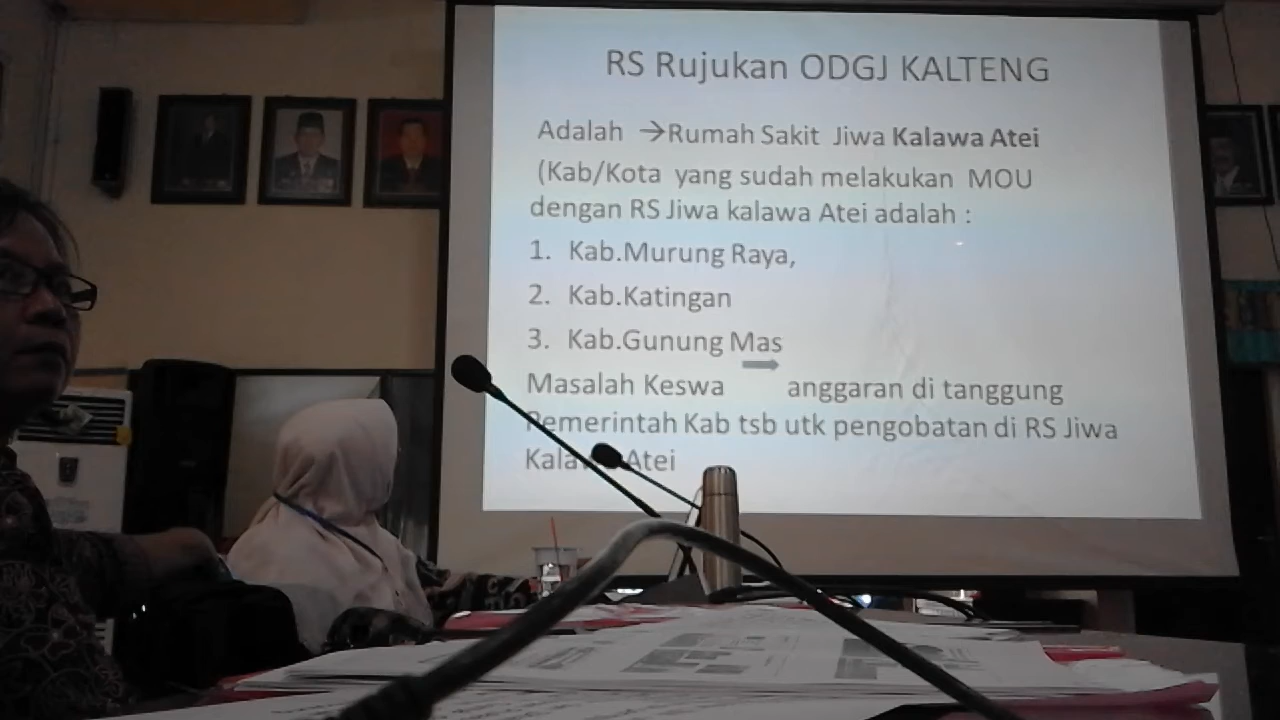 RS Rujukan ODGJ KALTENG
Adalah →Rumah Sakit Jiwa Kalawa Atei
(Kab/Kota yang sudah melakukan MOU
dengan RS Jiwa kalawa Atei adalah :
1. Kab.Murung Raya,
2. Kab.Katingan
3. Kab.Gunung Mas
Masalah Keswa → anggaran di tanggung
Pemerintah Kab tsb utk pengobatan di RS Jiwa
Kalawa Atei